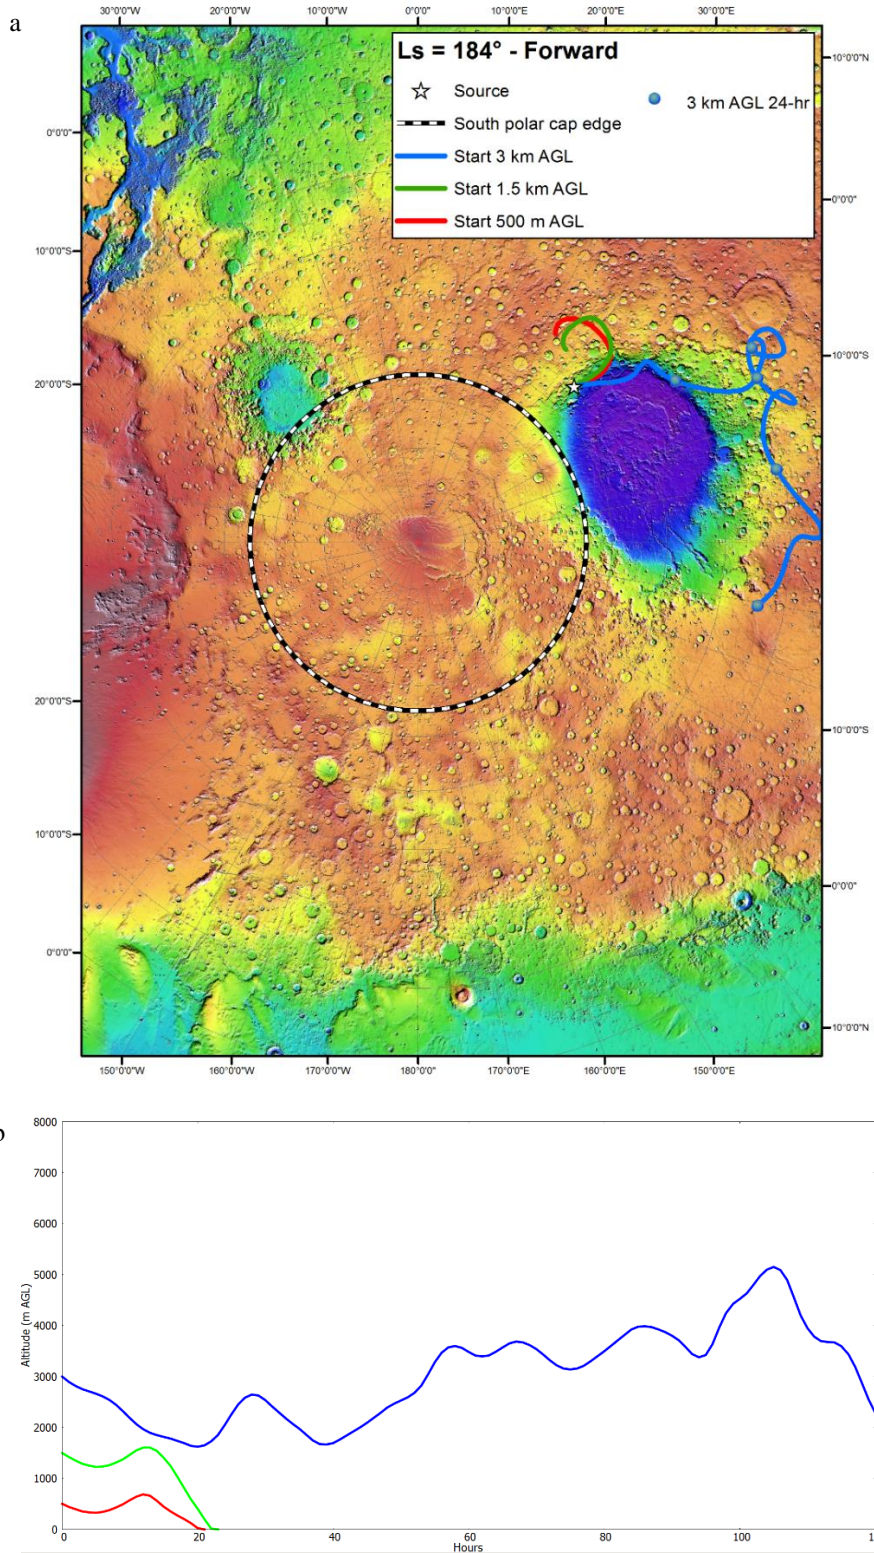 a
30°0'0"W 20°0'0"W 10°0'0"W 0°0'0" 10°0'0"E 20°0'0"E 30°0'0"E
Ls = 184° - Forward
Source
3 km AGL 24-hr
South polar cap edge
Start 3 km AGL
Start 1.5 km AGL
Start 500 m AGL
10°0'0"N
0°0'0"
0°0'0"
10°0'0"S
10°0'0"S
20°0'0"S
20°0'0"S
10°0'0"S
10°0'0"S
0°0'0"
0°0'0"
10°0'0"N
150°0'0"W 160°0'0"W 170°0'0"W 180°0'0" 170°0'0"E 160°0'0"E 150°0'0"E
8000
7000
6000
5000
4000
3000
2000
1000
0
Altitude (m AGL)
20 40 60 80 100
Hours